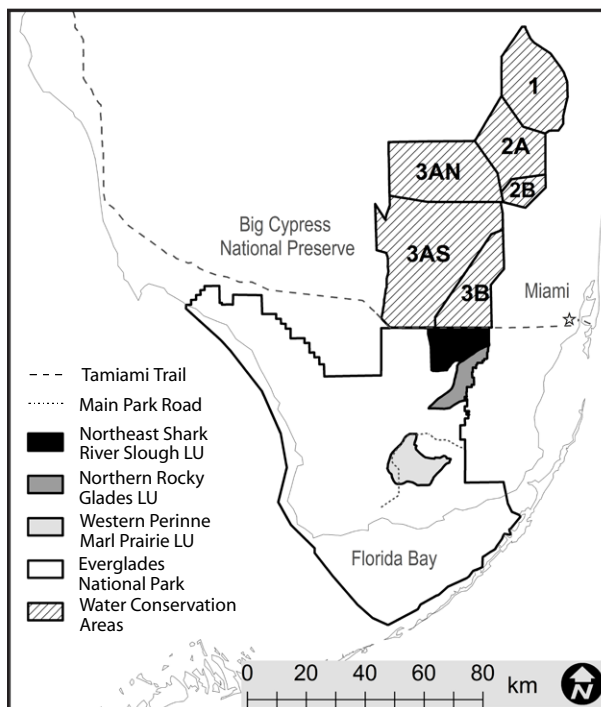 1
2A
2B
3AN
Big Cypress
National Preserve
3AS
3B
Miami
Tamiami Trail
Main Park Road
Northeast Shark
River Slough LU
Northern Rocky
Glades LU
Western Perinne
Marl Prairie LU
Everglades
National Park
Water Conservation
Areas
Florida Bay
0 20 40 60 80 km
N